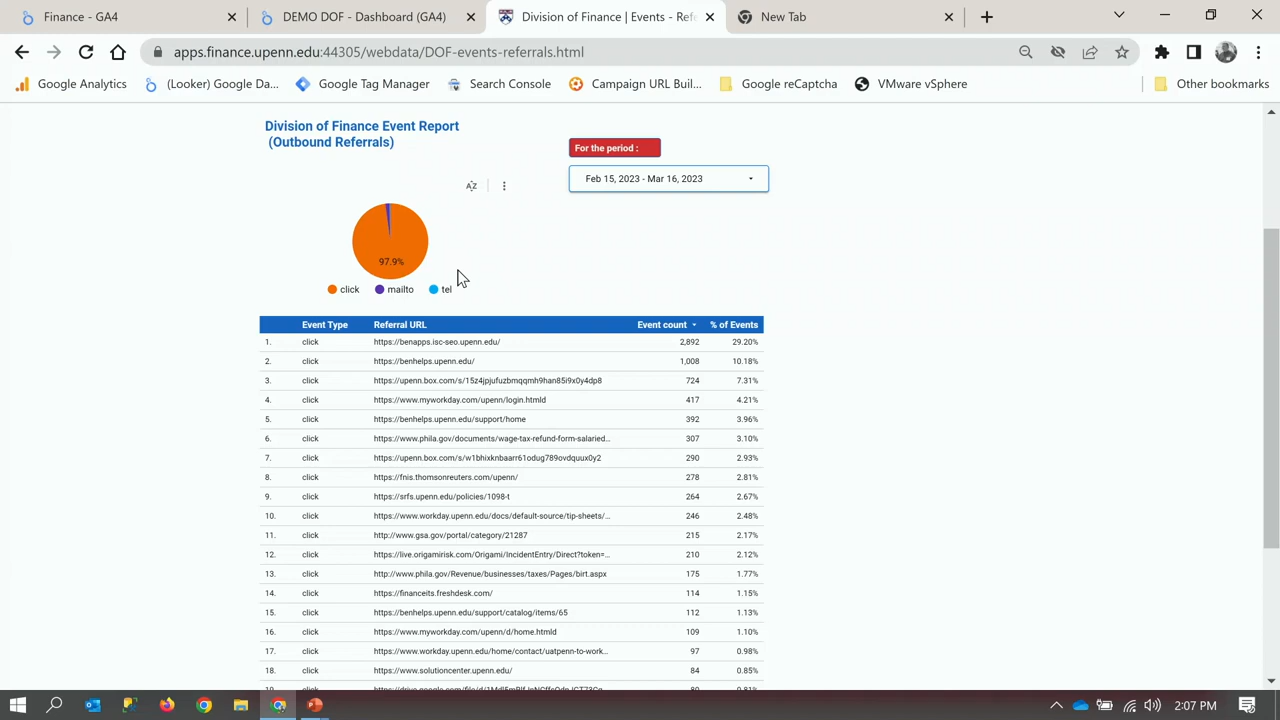 Finance - GA4
DEMO DOF - Dashboard (GA4)
Division of Finance | Events - Refe
New Tab
apps.finance.upenn.edu:44305/webdata/DOF-events-referrals.html
Google Analytics
(Looker) Google Da...
Google Tag Manager
Search Console
Campaign URL Buil...
Google reCaptcha
VMware vSphere
Other bookmarks
Division of Finance Event Report
(Outbound Referrals)
For the period :
Feb 15, 2023 - Mar 16, 2023
AZ
97.9%
click mailto tel
Event Type Referral URL Event count % of Events
1. click https://benapps.isc-seo.upenn.edu/ 2,892 29.20%
2. click https://benhelps.upenn.edu/ 1,008 10.18%
3. click https://upenn.box.com/s/15z4jpjufuzbmqqmh9han85i9x0y4dp8 724 7.31%
4. click https://www.myworkday.com/upenn/login.htmld 417 4.21%
5. click https://benhelps.upenn.edu/support/home 392 3.96%
6. click https://www.phila.gov/documents/wage-tax-refund-form-salaried... 307 3.10%
7. click https://upenn.box.com/s/w1bhixknbaarr61odug789ovdquux0y2 290 2.93%
8. click https://fnis.thomsonreuters.com/upenn/ 278 2.81%
9. click https://srfs.upenn.edu/policies/1098-t 264 2.67%
10. click https://www.workday.upenn.edu/docs/default-source/tip-sheets/... 246 2.48%
11. click http://www.gsa.gov/portal/category/21287 215 2.17%
12. click https://live.origamirisk.com/Origami/IncidentEntry/Direct?token=... 210 2.12%
13. click http://www.phila.gov/Revenue/businesses/taxes/Pages/birt.aspx 175 1.77%
14. click https://financeits.freshdesk.com/ 114 1.15%
15. click https://benhelps.upenn.edu/support/catalog/items/65 112 1.13%
16. click https://www.myworkday.com/upenn/d/home.htmld 109 1.10%
17. click https://www.workday.upenn.edu/home/contact/uatpenn-to-work... 97 0.98%
18. click https://www.solutioncenter.upenn.edu/ 84 0.85%
2:07 PM